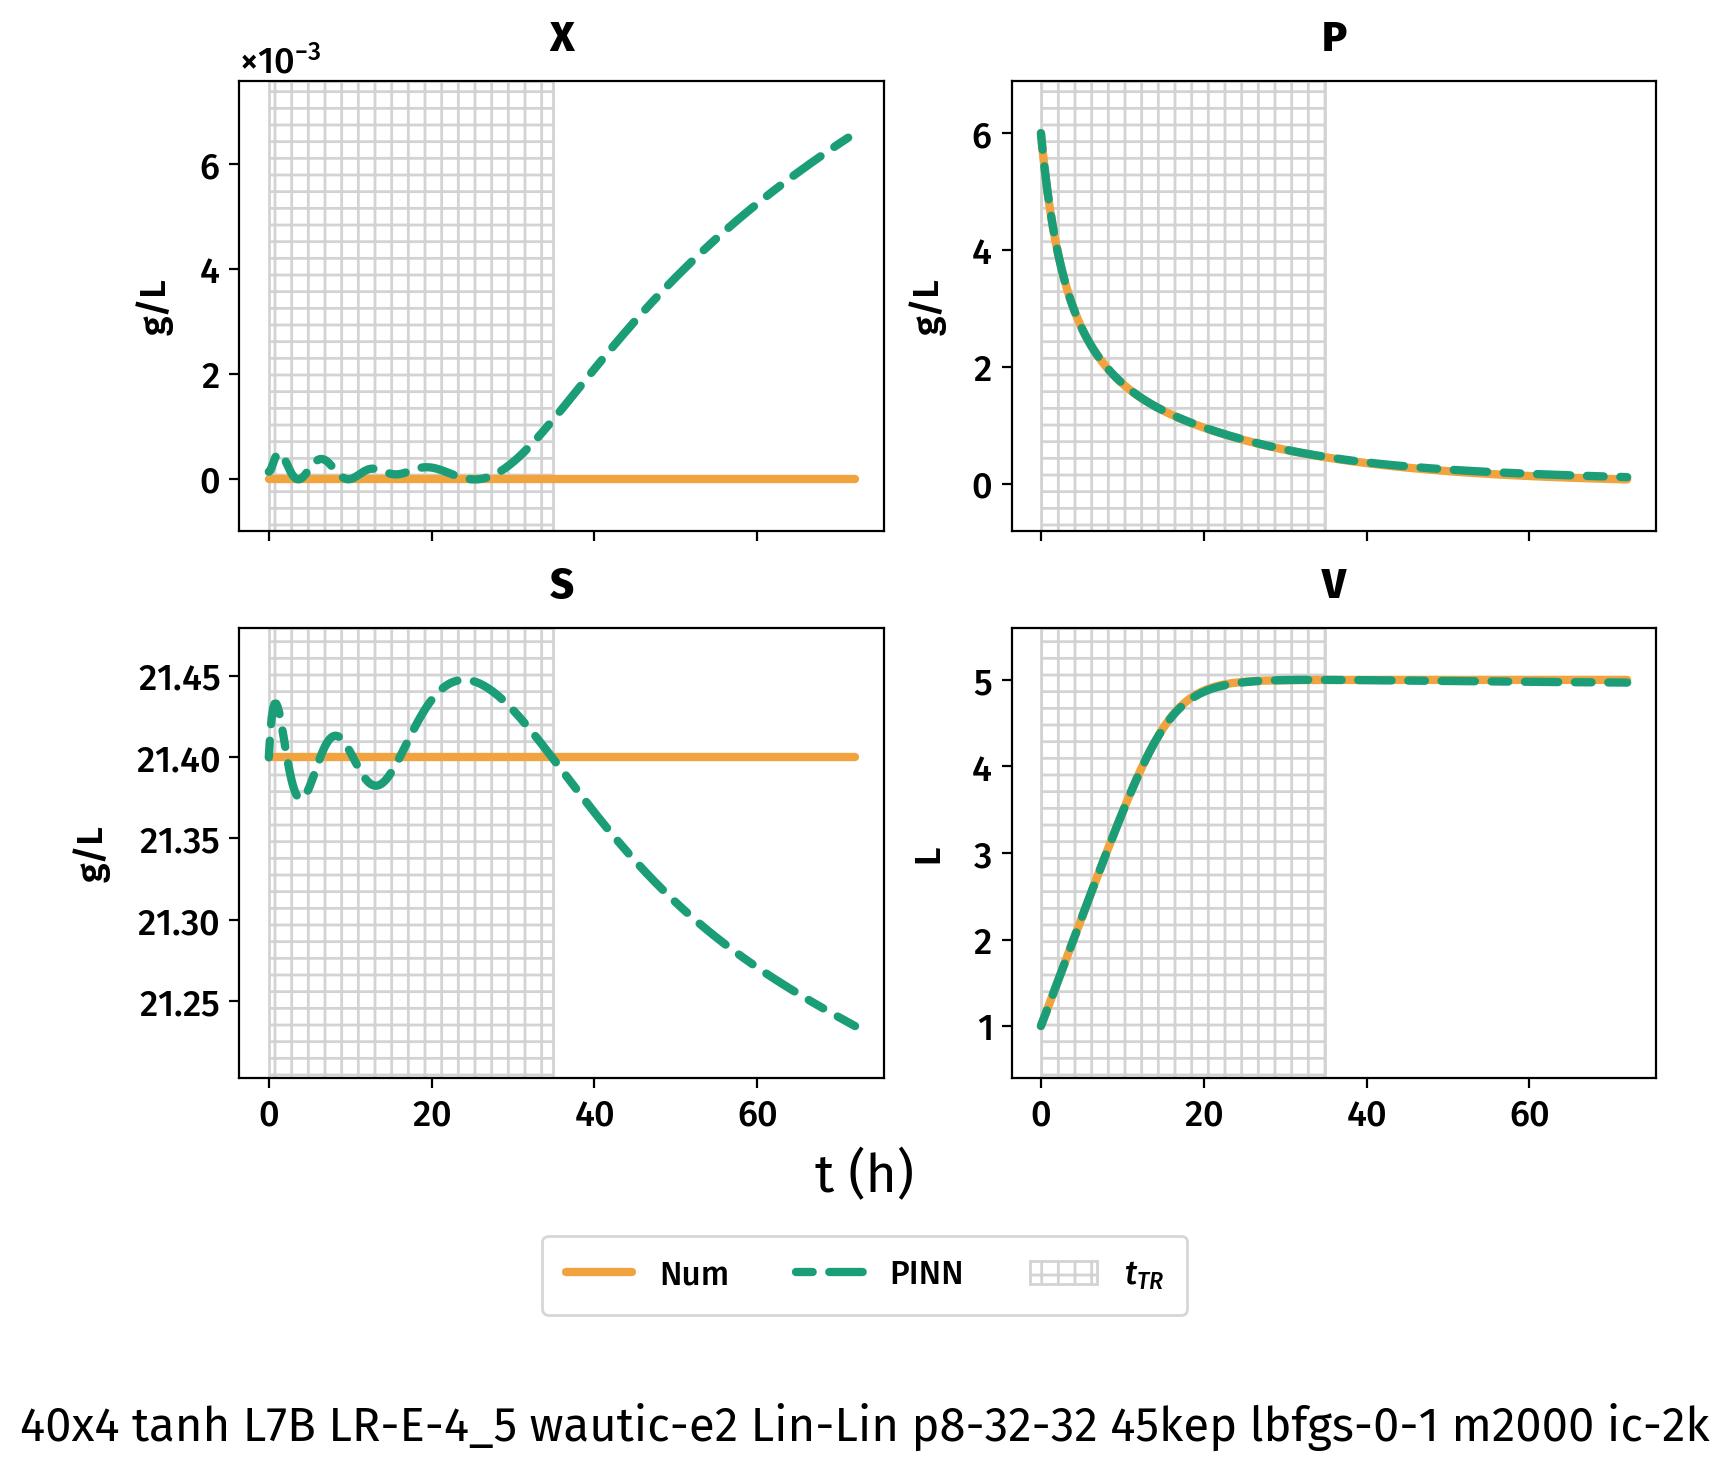 X
×10⁻³
g/L
6
4
2
0
P
g/L
6
4
2
0
S
g/L
21.45
21.40
21.35
21.30
21.25
0 20 40 60
V
L
5
4
3
2
1
0 20 40 60
t (h)
Num PINN t_TR
40x4 tanh L7B LR-E-4_5 wautic-e2 Lin-Lin p8-32-32 45kep lbfgs-0-1 m2000 ic-2k